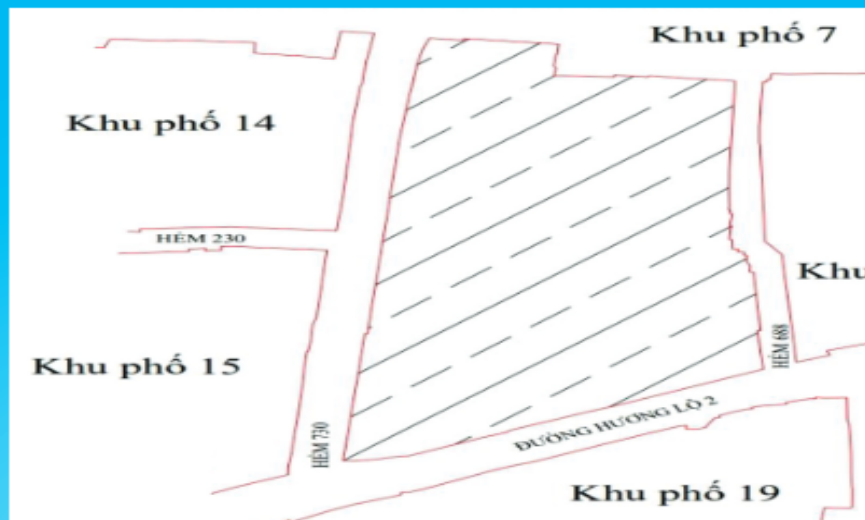 Khu phố 7
Khu phố 14
HẺM 230
Khu
Khu phố 15
HẺM 688
HẺM 730
ĐƯỜNG HƯƠNG LỘ 2
Khu phố 19